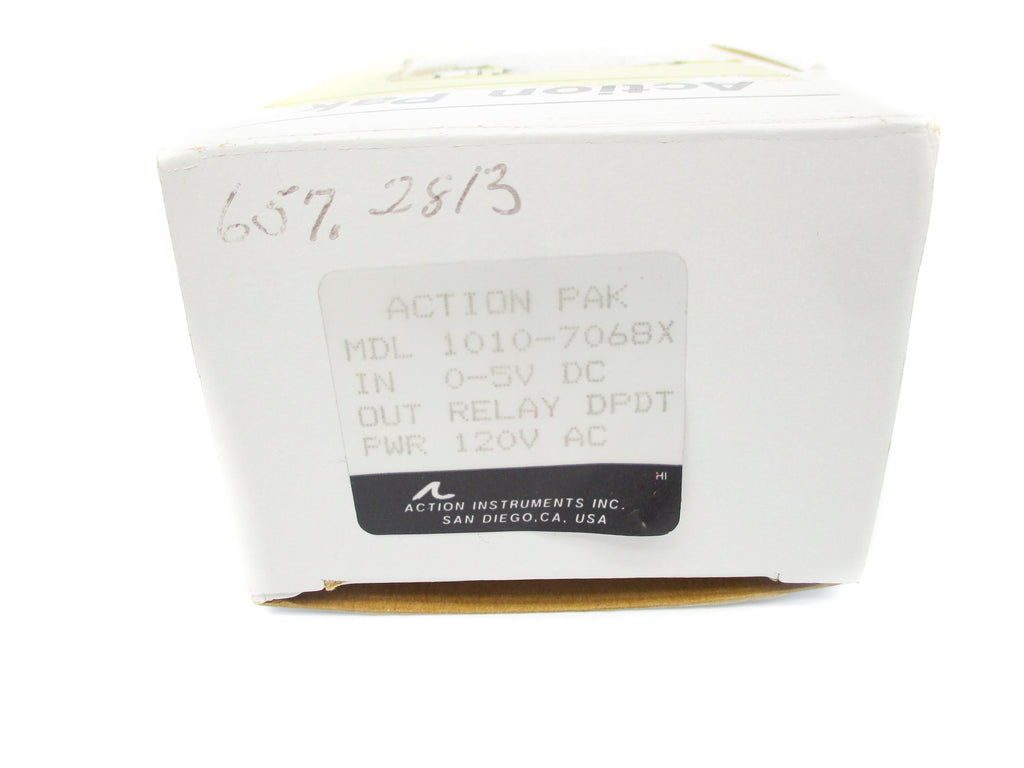 Action Pak
657. 2813
ACTION PAK
MDL 1010-7068X
IN 0-5V DC
OUT RELAY DPDT
PWR 120V AC
HI
ACTION INSTRUMENTS INC.
SAN DIEGO, CA, USA